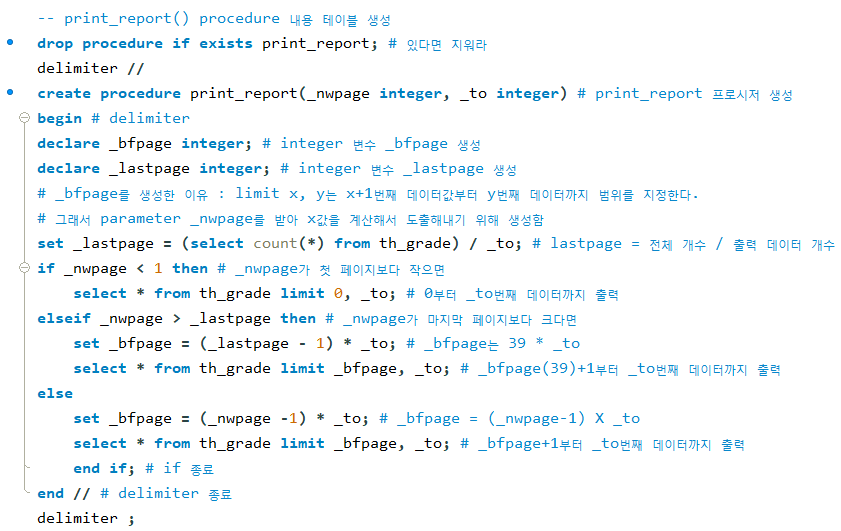 -- print_report() procedure 내용 테이블 생성
drop procedure if exists print_report; # 있다면 지워라
delimiter //
create procedure print_report(_nwpage integer, _to integer) # print_report 프로시저 생성
begin # delimiter
declare _bfpage integer; # integer 변수 _bfpage 생성
declare _lastpage integer; # integer 변수 _lastpage 생성
# _bfpage를 생성한 이유 : limit x, y는 x+1번째 데이터값부터 y번째 데이터까지 범위를 지정한다.
# 그래서 parameter _nwpage를 받아 x값을 계산해서 도출해내기 위해 생성함
set _lastpage = (select count(*) from th_grade) / _to; # lastpage = 전체 개수 / 출력 데이터 개수
if _nwpage < 1 then # _nwpage가 첫 페이지보다 작으면
    select * from th_grade limit 0, _to; # 0부터 _to번째 데이터까지 출력
elseif _nwpage > _lastpage then # _nwpage가 마지막 페이지보다 크다면
    set _bfpage = (_lastpage - 1) * _to; # _bfpage는 39 * _to
    select * from th_grade limit _bfpage, _to; # _bfpage(39)+1부터 _to번째 데이터까지 출력
else
    set _bfpage = (_nwpage -1) * _to; # _bfpage = (_nwpage-1) X _to
    select * from th_grade limit _bfpage, _to; # _bfpage+1부터 _to번째 데이터까지 출력
    end if; # if 종료
end // # delimiter 종료
delimiter ;